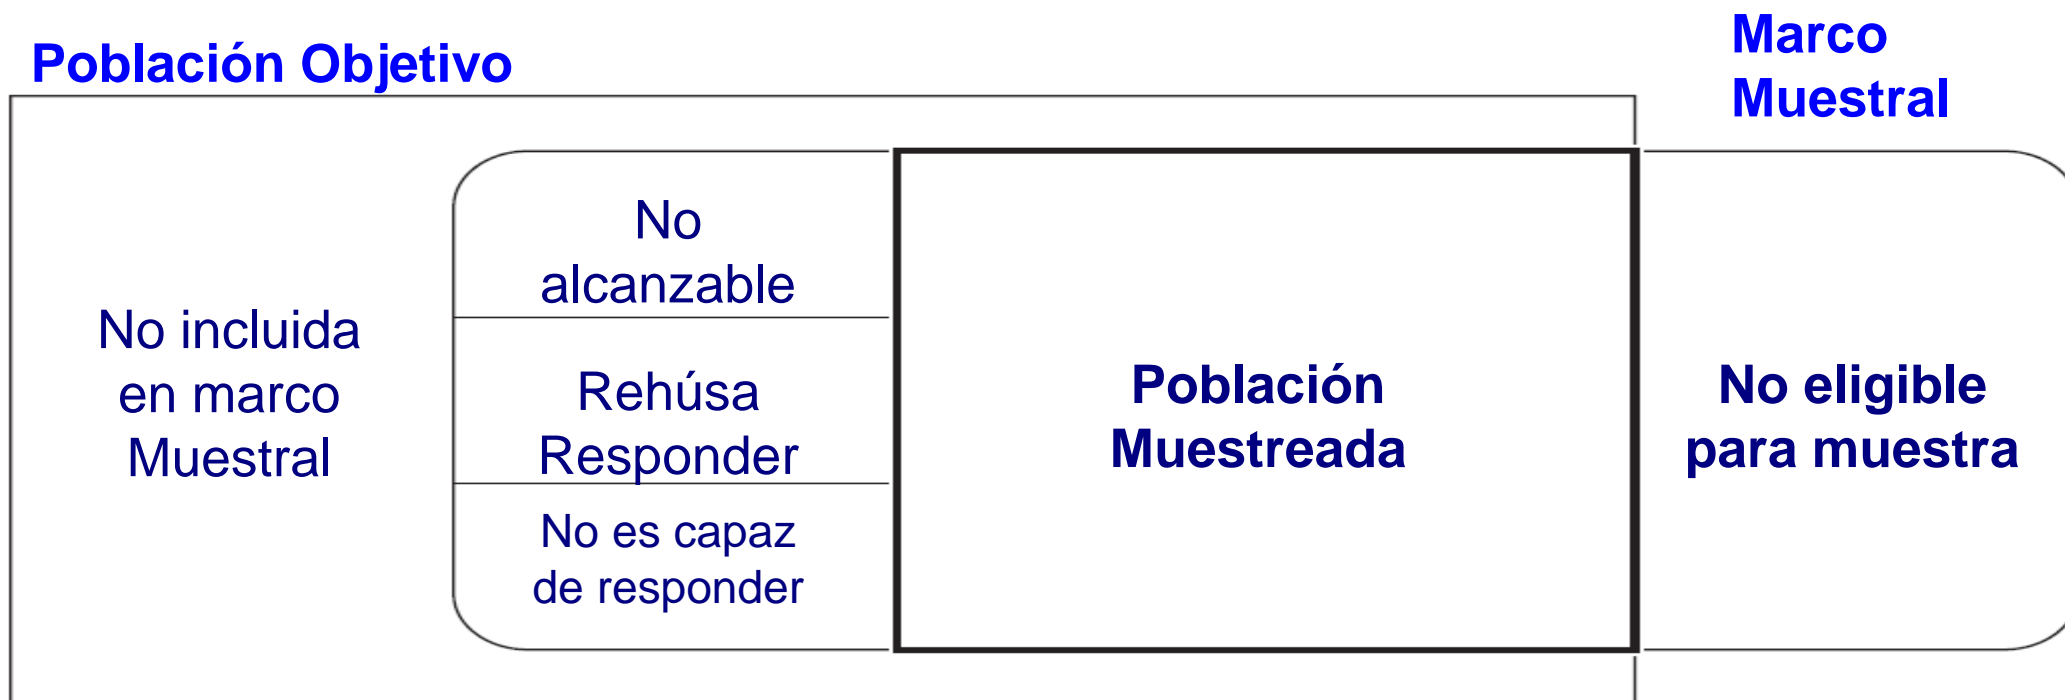 Población Objetivo
Marco
Muestral
No incluida
en marco
Muestral
No
alcanzable
Rehúsa
Responder
No es capaz
de responder
Población
Muestreada
No eligible
para muestra